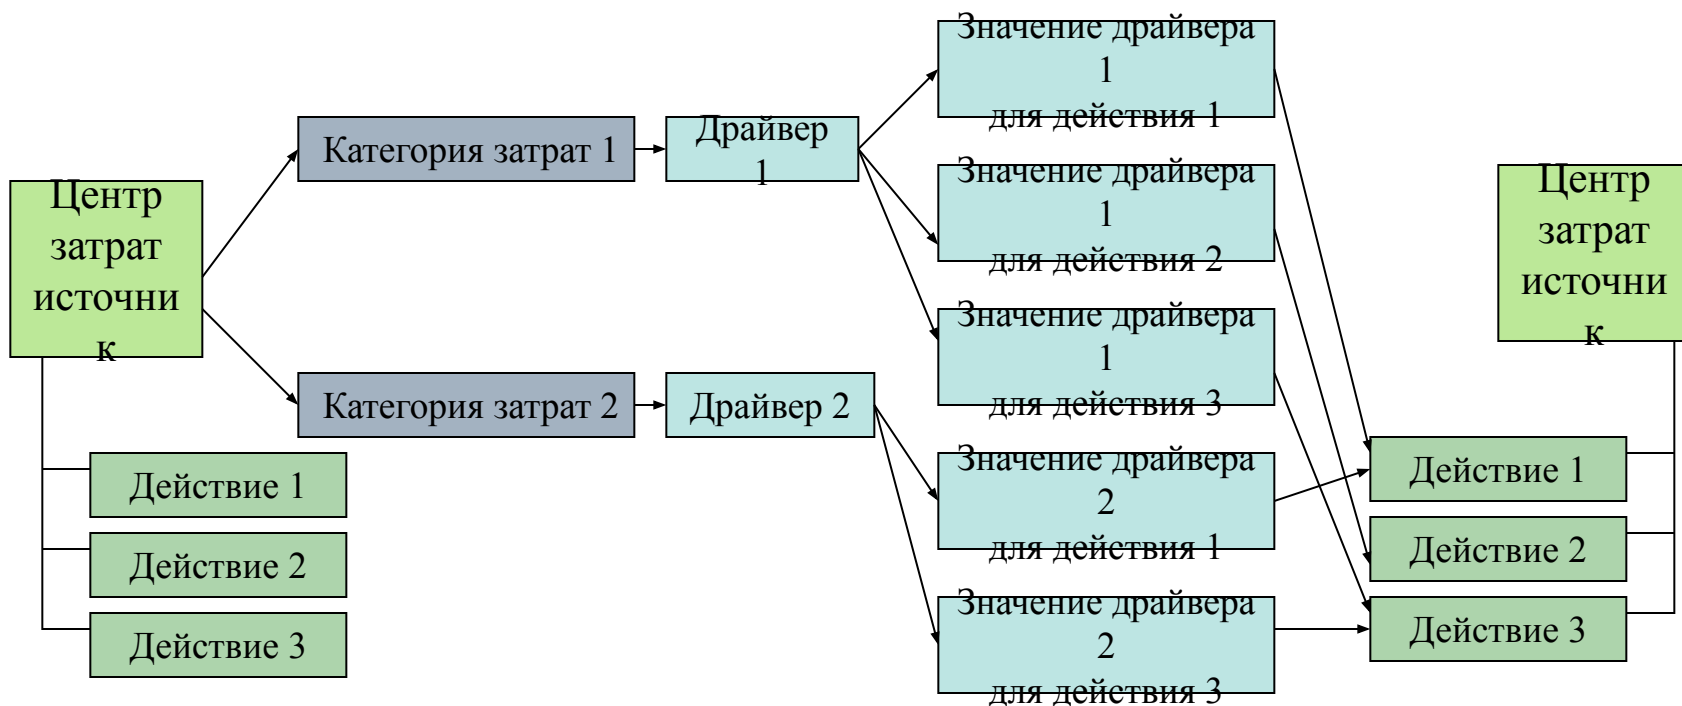 Центр
затрат
источни
к
Действие 1
Действие 2
Действие 3
Категория затрат 1
Категория затрат 2
Драйвер
1
Драйвер 2
Значение драйвера
1
для действия 1
Значение драйвера
1
для действия 2
Значение драйвера
1
для действия 3
Значение драйвера
2
для действия 1
Значение драйвера
2
для действия 3
Центр
затрат
источни
к
Действие 1
Действие 2
Действие 3